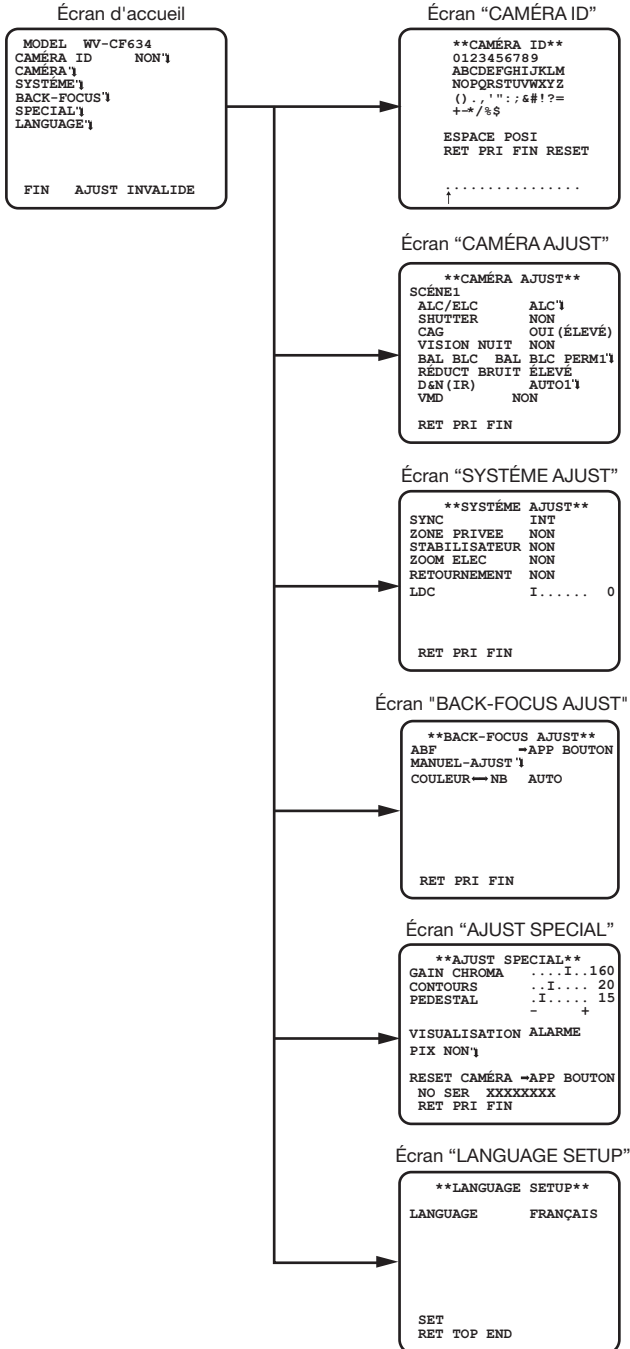 Écran d'accueil
MODEL WV-CF634
CAMÉRA ID NON
CAMÉRA
SYSTÉME
BACK-FOCUS
SPECIAL
LANGUAGE
FIN AJUST INVALIDE
Écran “CAMÉRA ID”
**CAMÉRA ID**
0123456789
ABCDEFGHIJKLM
NOPQRSTUVWXYZ
().,'":;&#!?=
+-*/%$
ESPACE POSI
RET PRI FIN RESET
................
↑
Écran “CAMÉRA AJUST”
**CAMÉRA AJUST**
SCÉNE1
ALC/ELC ALC
SHUTTER NON
CAG OUI(ÉLEVÉ)
VISION NUIT NON
BAL BLC BAL BLC PERM1
RÉDUCT BRUIT ÉLEVÉ
D&N(IR) AUTO1
VMD NON
RET PRI FIN
Écran “SYSTÉME AJUST”
**SYSTÉME AJUST**
SYNC INT
ZONE PRIVEE NON
STABILISATEUR NON
ZOOM ELEC NON
RETOURNEMENT NON
LDC I...... 0
RET PRI FIN
Écran "BACK-FOCUS AJUST"
**BACK-FOCUS AJUST**
ABF →APP BOUTON
MANUEL-AJUST
COULEUR↔NB AUTO
RET PRI FIN
Écran “AJUST SPECIAL”
**AJUST SPECIAL**
GAIN CHROMA ....I..160
CONTOURS ..I.... 20
PEDESTAL .I..... 15
- +
VISUALISATION ALARME
PIX NON
RESET CAMÉRA →APP BOUTON
NO SER XXXXXXXX
RET PRI FIN
Écran “LANGUAGE SETUP”
**LANGUAGE SETUP**
LANGUAGE FRANÇAIS
SET
RET TOP END